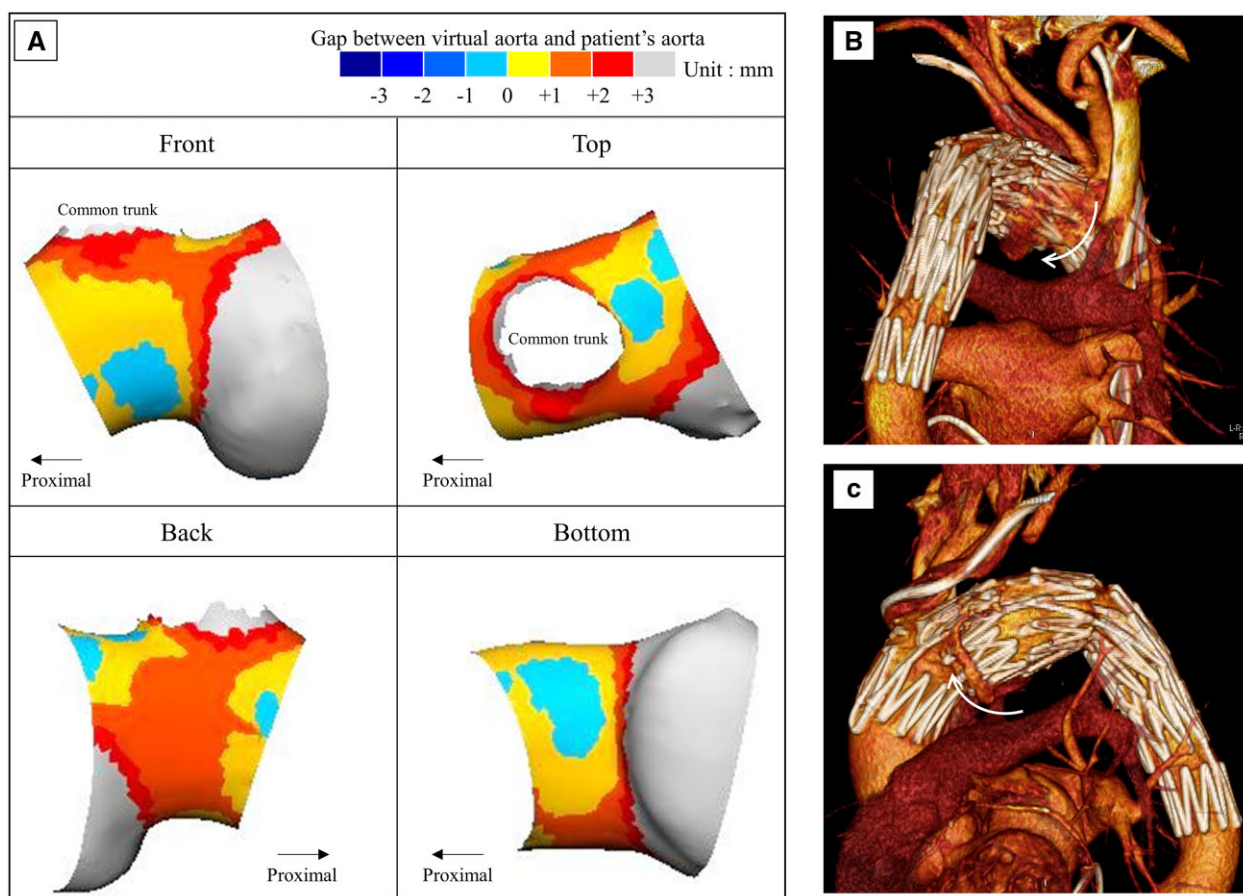 A
Gap between virtual aorta and patient's aorta
Unit : mm
-3 -2 -1 0 +1 +2 +3
Front
Top
Common trunk
Common trunk
Proximal
Proximal
Back
Bottom
Proximal
Proximal
B
L-R:
R
c